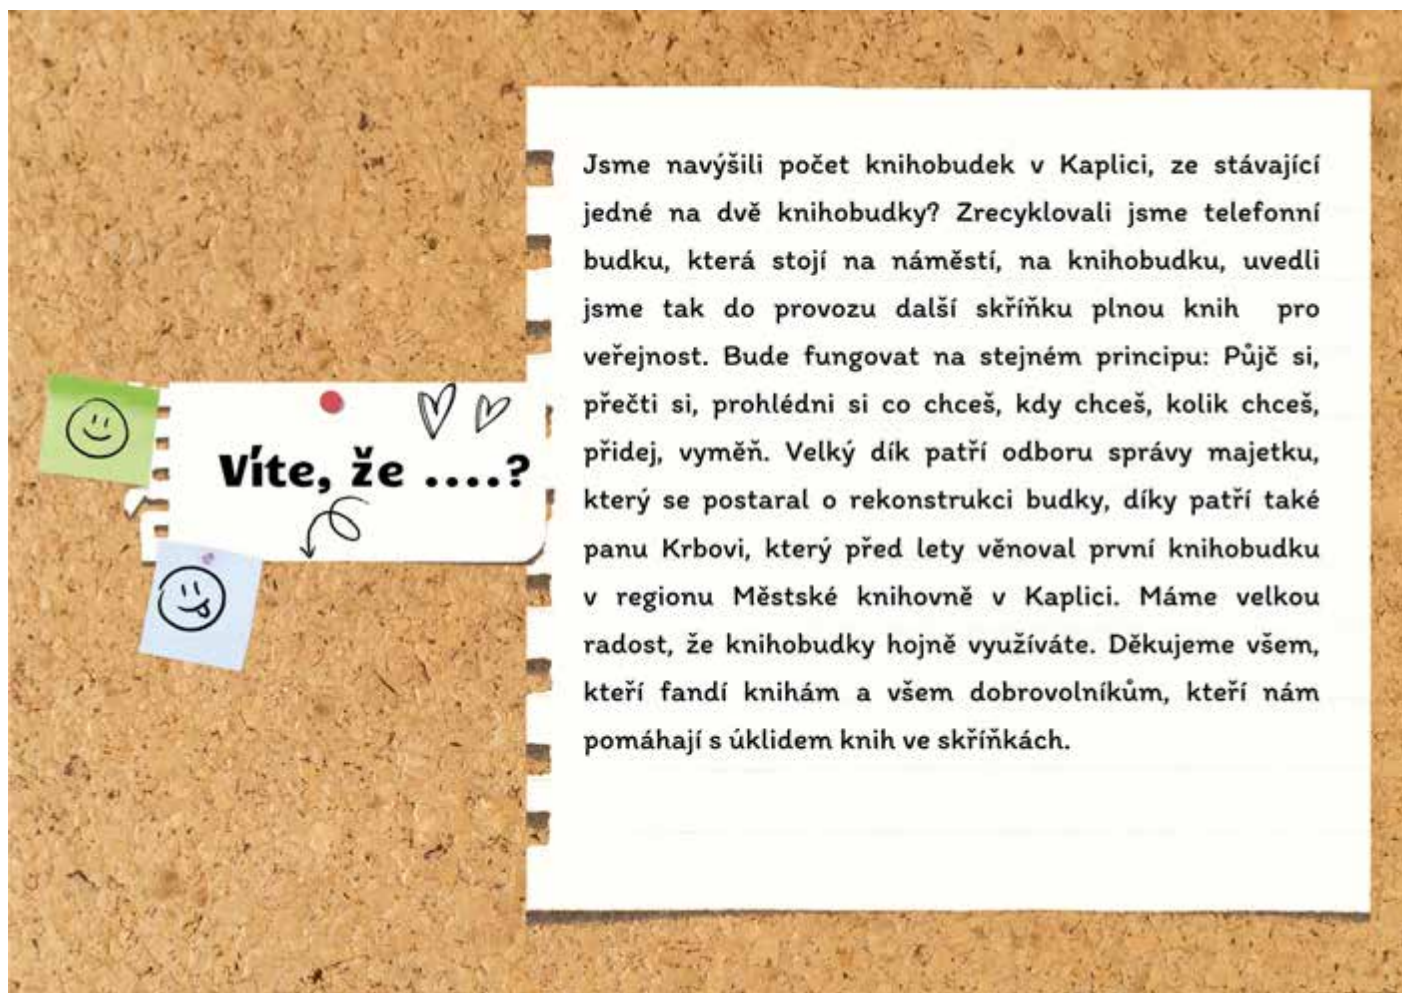 Víte, že ....?
Jsme navýšili počet knihobudek v Kaplici, ze stávající
jedné na dvě knihobudky? Zrecyklovali jsme telefonní
budku, která stojí na náměstí, na knihobudku, uvedli
jsme tak do provozu další skříňku plnou knih pro
veřejnost. Bude fungovat na stejném principu: Půjč si,
přečti si, prohlédni si co chceš, kdy chceš, kolik chceš,
přidej, vyměň. Velký dík patří odboru správy majetku,
který se postaral o rekonstrukci budky, díky patří také
panu Krbovi, který před lety věnoval první knihobudku
v regionu Městské knihovně v Kaplici. Máme velkou
radost, že knihobudky hojně využíváte. Děkujeme všem,
kteří fandí knihám a všem dobrovolníkům, kteří nám
pomáhají s úklidem knih ve skříňkách.